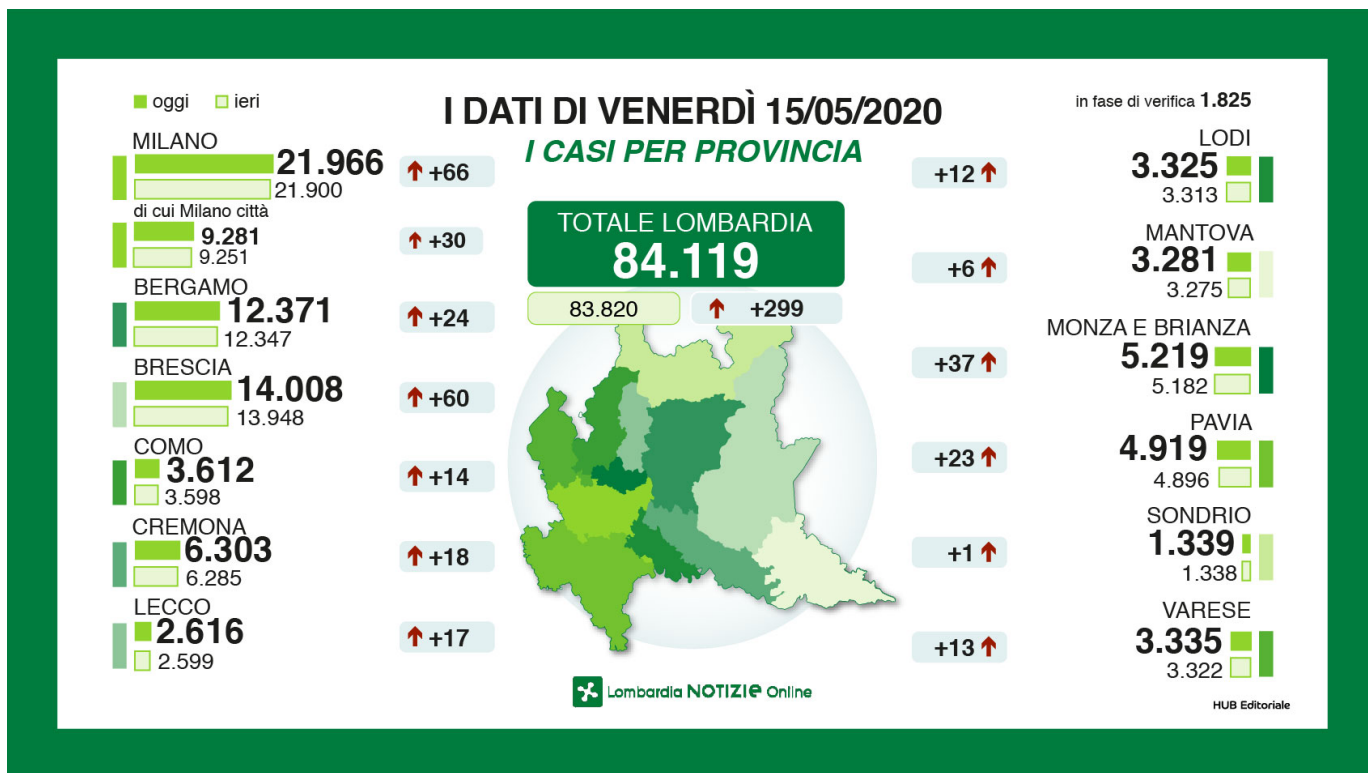 oggi
ieri
I DATI DI VENERDÌ 15/05/2020
I CASI PER PROVINCIA
in fase di verifica 1.825
TOTALE LOMBARDIA
84.119
83.820
+299
MILANO
21.966
21.900
+66
di cui Milano città
9.281
9.251
+30
BERGAMO
12.371
12.347
+24
BRESCIA
14.008
13.948
+60
COMO
3.612
3.598
+14
CREMONA
6.303
6.285
+18
LECCO
2.616
2.599
+17
LODI
3.325
3.313
+12
MANTOVA
3.281
3.275
+6
MONZA E BRIANZA
5.219
5.182
+37
PAVIA
4.919
4.896
+23
SONDRIO
1.339
1.338
+1
VARESE
3.335
3.322
+13
Lombardia NOTIZIe Online
HUB Editoriale